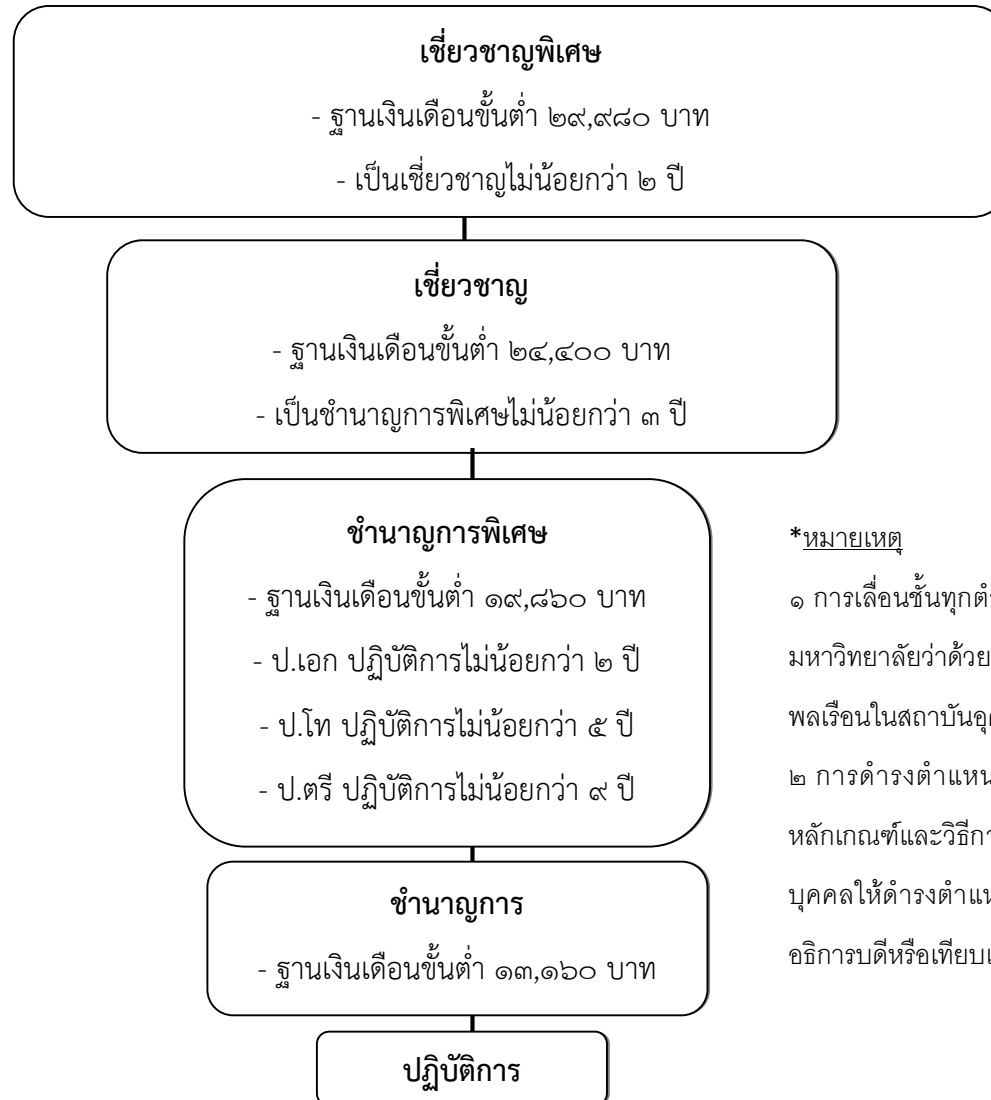 เชี่ยวชาญพิเศษ
- ฐานเงินเดือนขั้นต่ำ ๒๙,๙๘๐ บาท
- เป็นเชี่ยวชาญไม่น้อยกว่า ๒ ปี
เชี่ยวชาญ
- ฐานเงินเดือนขั้นต่ำ ๒๔,๔๐๐ บาท
- เป็นชำนาญการพิเศษไม่น้อยกว่า ๓ ปี
ชำนาญการพิเศษ
- ฐานเงินเดือนขั้นต่ำ ๑๙,๘๖๐ บาท
- ป.เอก ปฏิบัติการไม่น้อยกว่า ๒ ปี
- ป.โท ปฏิบัติการไม่น้อยกว่า ๕ ปี
- ป.ตรี ปฏิบัติการไม่น้อยกว่า ๙ ปี
ชำนาญการ
- ฐานเงินเดือนขั้นต่ำ ๑๓,๑๖๐ บาท
ปฏิบัติการ
*หมายเหตุ
๑ การเลื่อนชั้นทุกตำ
มหาวิทยาลัยว่าด้วย
พลเรือนในสถาบันอุ
๒ การดำรงตำแหน
หลักเกณฑ์และวิธีกา
บุคคลให้ดำรงตำแห
อธิการบดีหรือเทียบเ